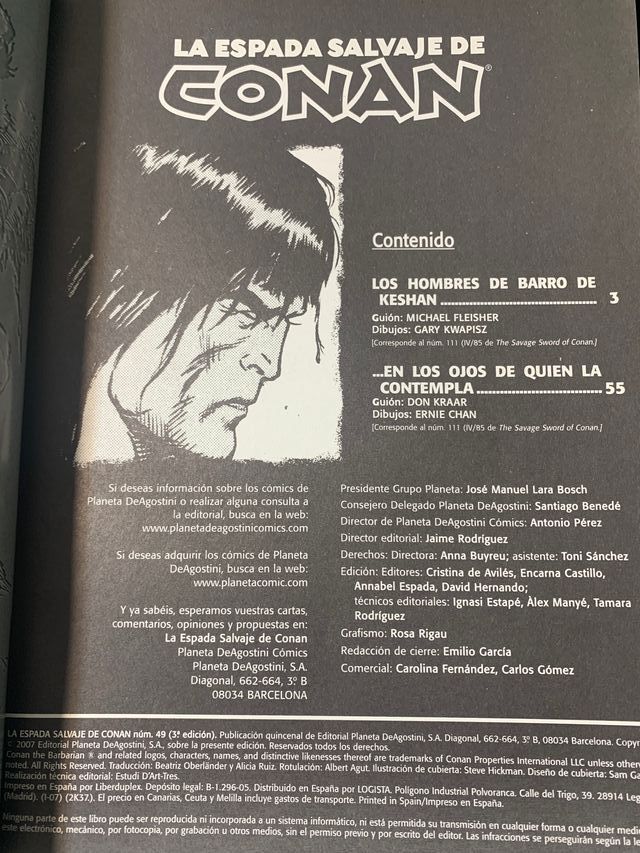 LA ESPADA SALVAJE DE
CONAN®
Contenido
LOS HOMBRES DE BARRO DE
KESHAN ........................................ 3
Guión: MICHAEL FLEISHER
Dibujos: GARY KWAPISZ
[Corresponde al núm. 111 (IV/85 de The Savage Sword of Conan.]
...EN LOS OJOS DE QUIEN LA
CONTEMPLA ................................ 55
Guión: DON KRAAR
Dibujos: ERNIE CHAN
[Corresponde al núm. 111 (IV/85 de The Savage Sword of Conan.]
Si deseas información sobre los cómics de
Planeta DeAgostini o realizar alguna consulta a
la editorial, busca en la web:
www.planetadeagostinicomics.com
Si deseas adquirir los cómics de Planeta
DeAgostini, busca en la web:
www.planetacomic.com
Y ya sabéis, esperamos vuestras cartas,
comentarios, opiniones y propuestas en:
La Espada Salvaje de Conan
Planeta DeAgostini Cómics
Planeta DeAgostini, S.A.
Diagonal, 662-664, 3º B
08034 BARCELONA
Presidente Grupo Planeta: José Manuel Lara Bosch
Consejero Delegado Planeta DeAgostini: Santiago Benedé
Director de Planeta DeAgostini Cómics: Antonio Pérez
Director editorial: Jaime Rodríguez
Derechos: Directora: Anna Buyreu; asistente: Toni Sánchez
Edición: Editores: Cristina de Avilés, Encarna Castillo,
Annabel Espada, David Hernando;
técnicos editoriales: Ignasi Estapé, Àlex Manyé, Tamara
Rodríguez
Grafismo: Rosa Rigau
Redacción de cierre: Emilio García
Comercial: Carolina Fernández, Carlos Gómez
LA ESPADA SALVAJE DE CONAN núm. 49 (3ª edición). Publicación quincenal de Editorial Planeta DeAgostini, S.A. Diagonal, 662-664, 3º B, 08034 Barcelona. Copyr
© 2007 Editorial Planeta DeAgostini, S.A., sobre la presente edición. Reservados todos los derechos.
Conan the Barbarian ® and related logos, characters, names, and distinctive likenesses thereof are trademarks of Conan Properties International LLC unless other
noted. All Rights Reserved. Traducción: Beatriz Oberländer y Alicia Ruiz. Rotulación: Albert Agut. Ilustración de cubierta: Steve Hickman. Diseño de cubierta: Sam Ga
Realización técnica editorial: Estudi D'Art-Tres.
Impreso en España por Liberduplex. Depósito legal: B-1.296-05. Distribuido en España por LOGISTA. Polígono Industrial Polvoranca. Calle del Trigo, 39. 28914 Leg
(Madrid). (I-07) (2K37.). El precio en Canarias, Ceuta y Melilla incluye gastos de transporte. Printed in Spain/Impreso en España.
Ninguna parte de este libro puede ser reproducida ni incorporada a un sistema informático, ni está permitida su transmisión en cualquier forma o cualquier medi
este electrónico, mecánico, por fotocopia, por grabación u otros medios, sin el permiso previo y por escrito del editor. Las infracciones se perseguirán según la le